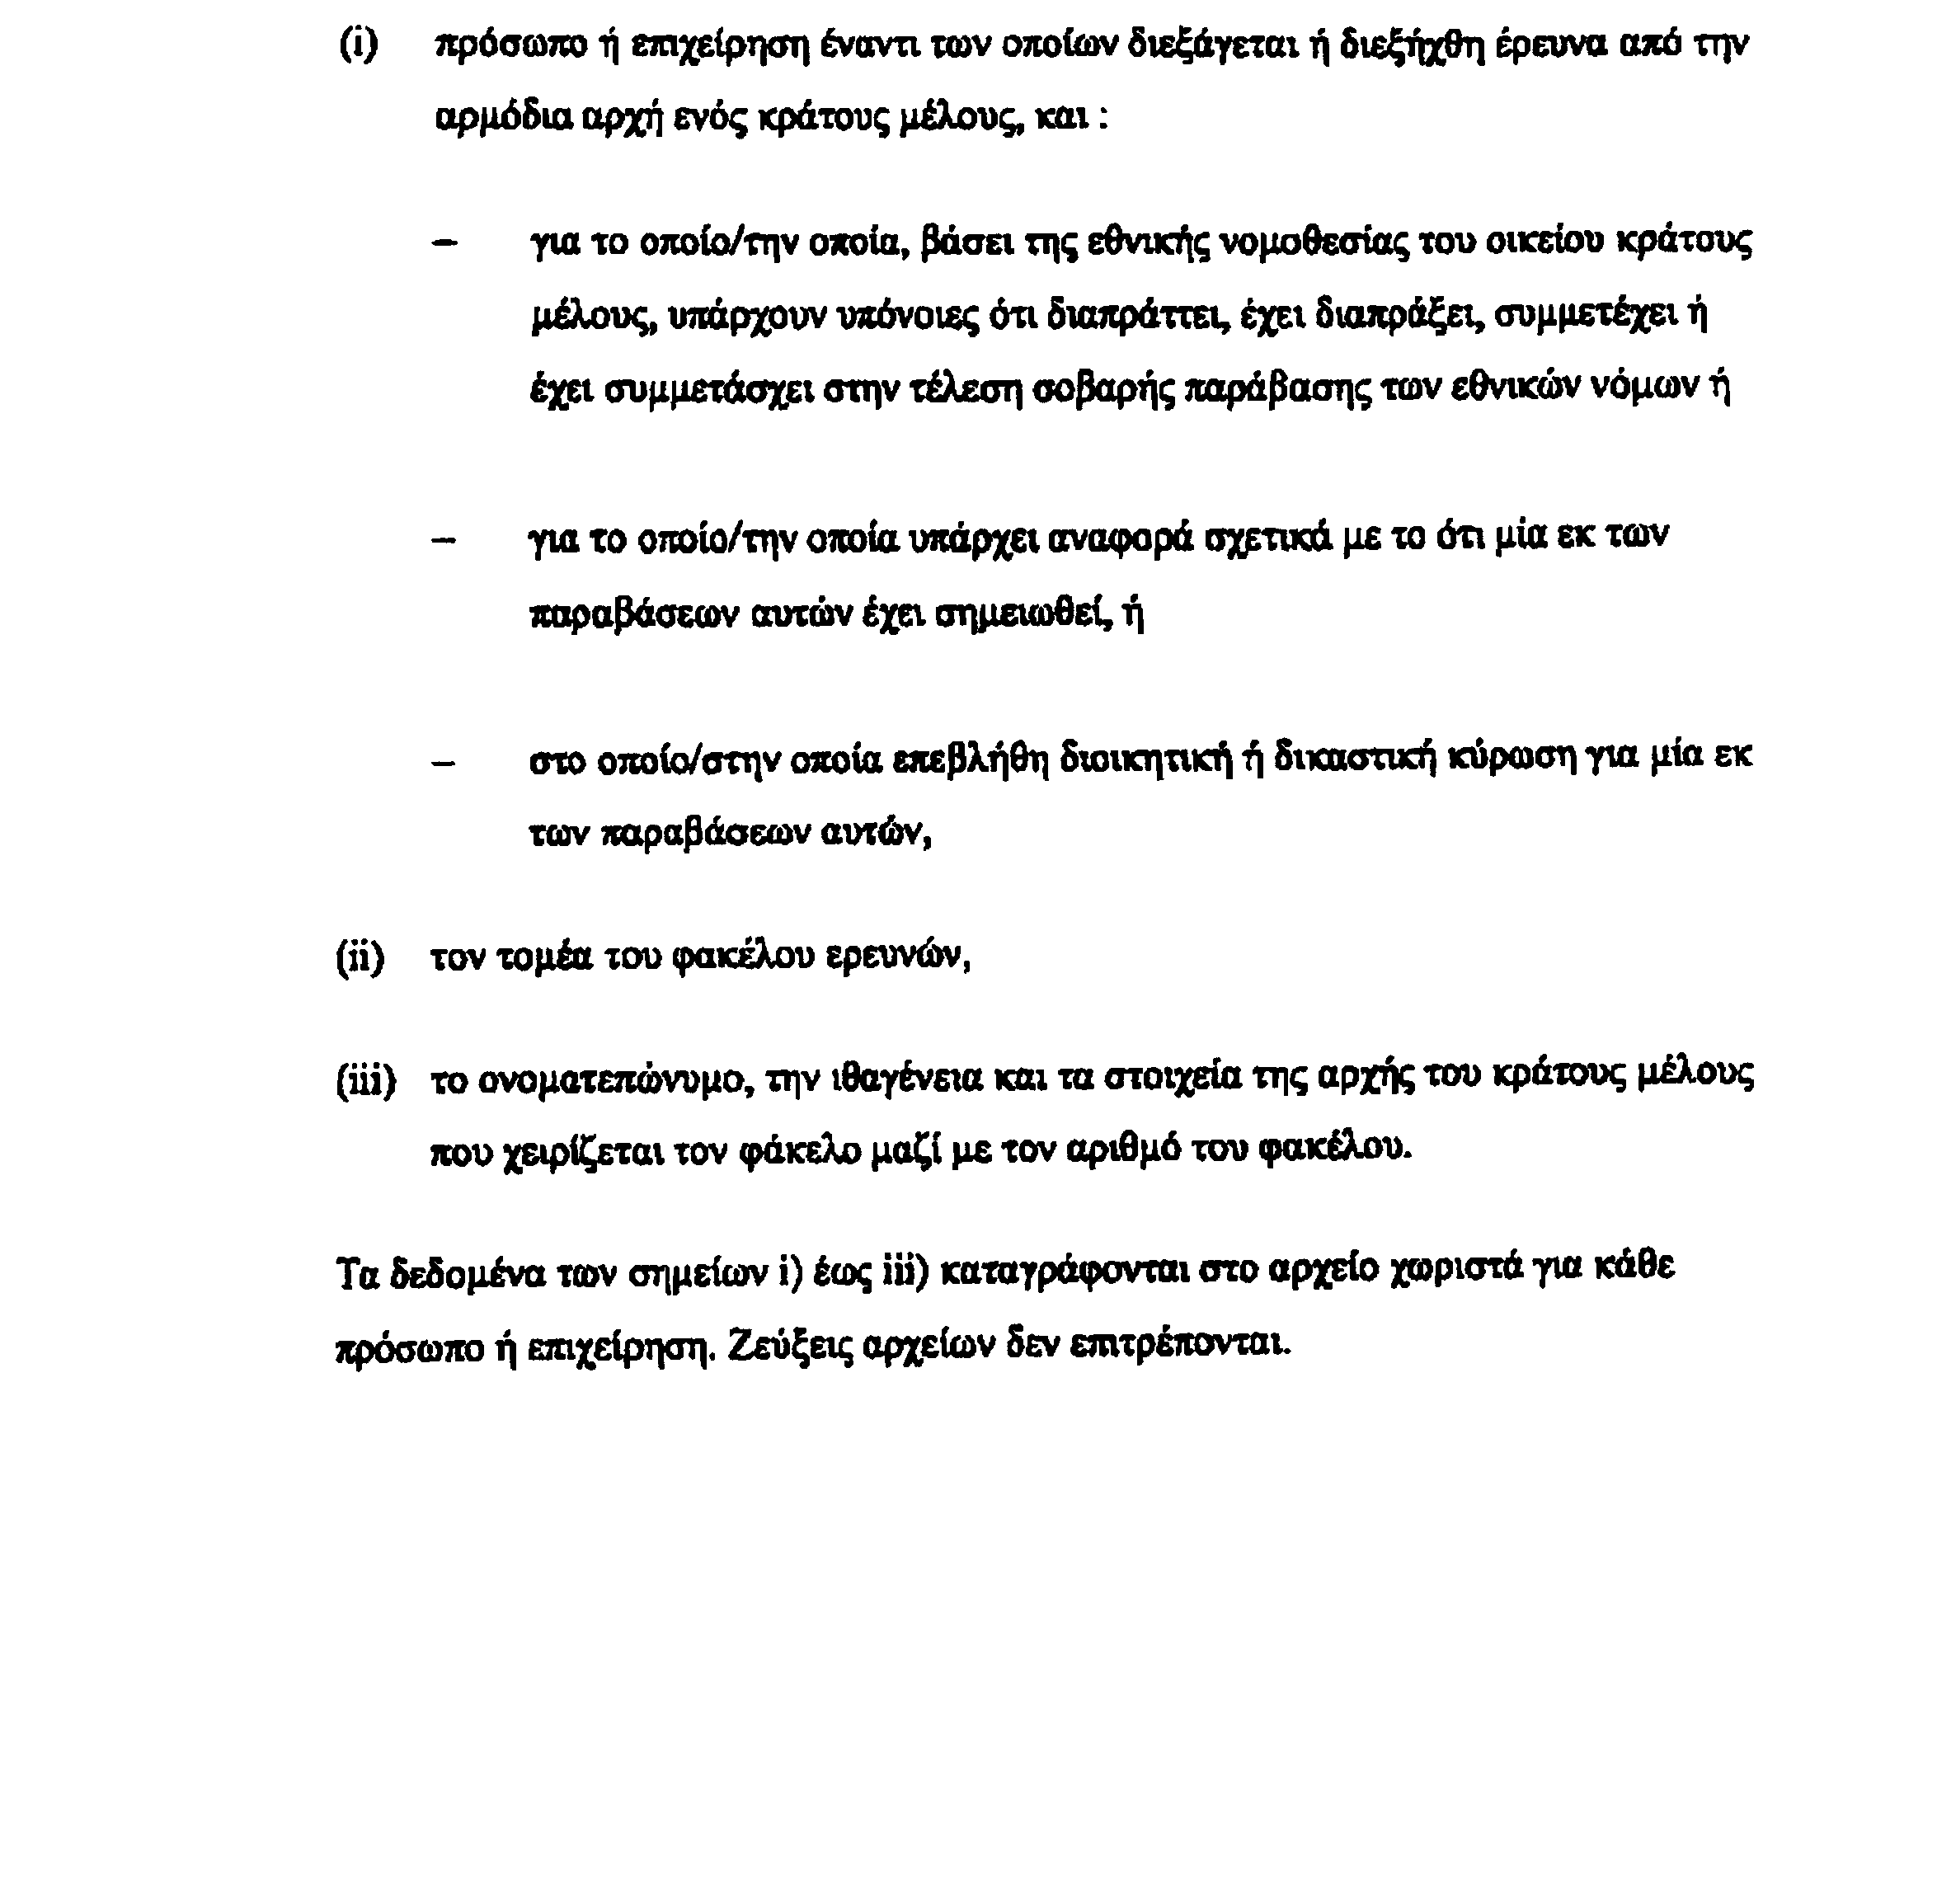 (i) πρόσωπο ή επιχείρηση έναντι των οποίων διεξάγεται ή διεξήχθη έρευνα από την
αρμόδια αρχή ενός κράτους μέλους, και :
– για το οποίο/την οποία, βάσει της εθνικής νομοθεσίας του οικείου κράτους
μέλους, υπάρχουν υπόνοιες ότι διαπράττει, έχει διαπράξει, συμμετέχει ή
έχει συμμετάσχει στην τέλεση σοβαρής παράβασης των εθνικών νόμων ή
– για το οποίο/την οποία υπάρχει αναφορά σχετικά με το ότι μία εκ των
παραβάσεων αυτών έχει σημειωθεί, ή
– στο οποίο/στην οποία επεβλήθη διοικητική ή δικαστική κύρωση για μία εκ
των παραβάσεων αυτών,
(ii) τον τομέα του φακέλου ερευνών,
(iii) το ονοματεπώνυμο, την ιθαγένεια και τα στοιχεία της αρχής του κράτους μέλους
που χειρίζεται τον φάκελο μαζί με τον αριθμό του φακέλου.
Τα δεδομένα των σημείων i) έως iii) καταγράφονται στο αρχείο χωριστά για κάθε
πρόσωπο ή επιχείρηση. Ζεύξεις αρχείων δεν επιτρέπονται.